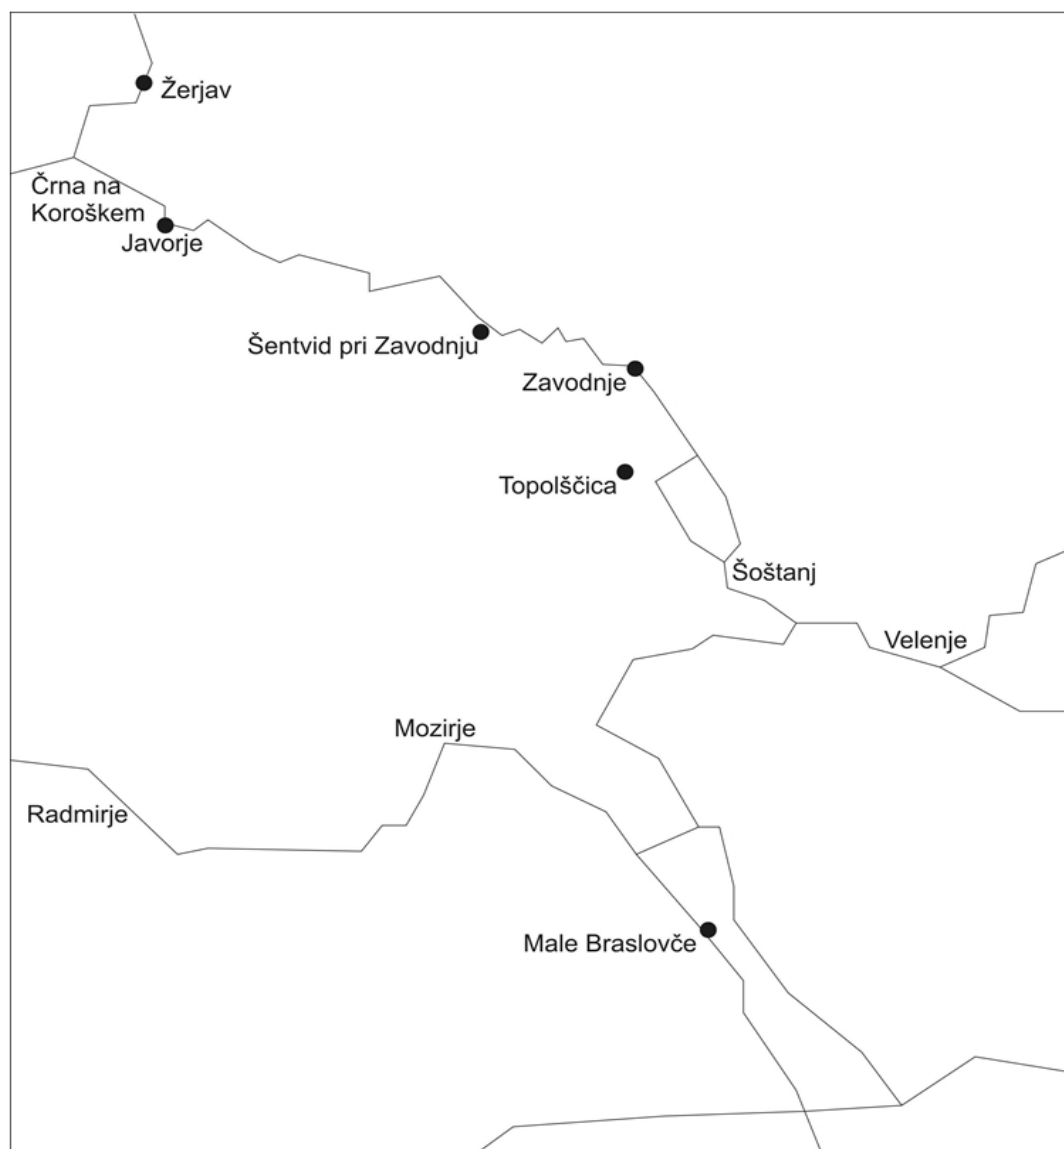 Žerjav
Črna na
Koroškem
Javorje
Šentvid pri Zavodnju
Zavodnje
Topolščica
Šoštanj
Velenje
Mozirje
Radmirje
Male Braslovče